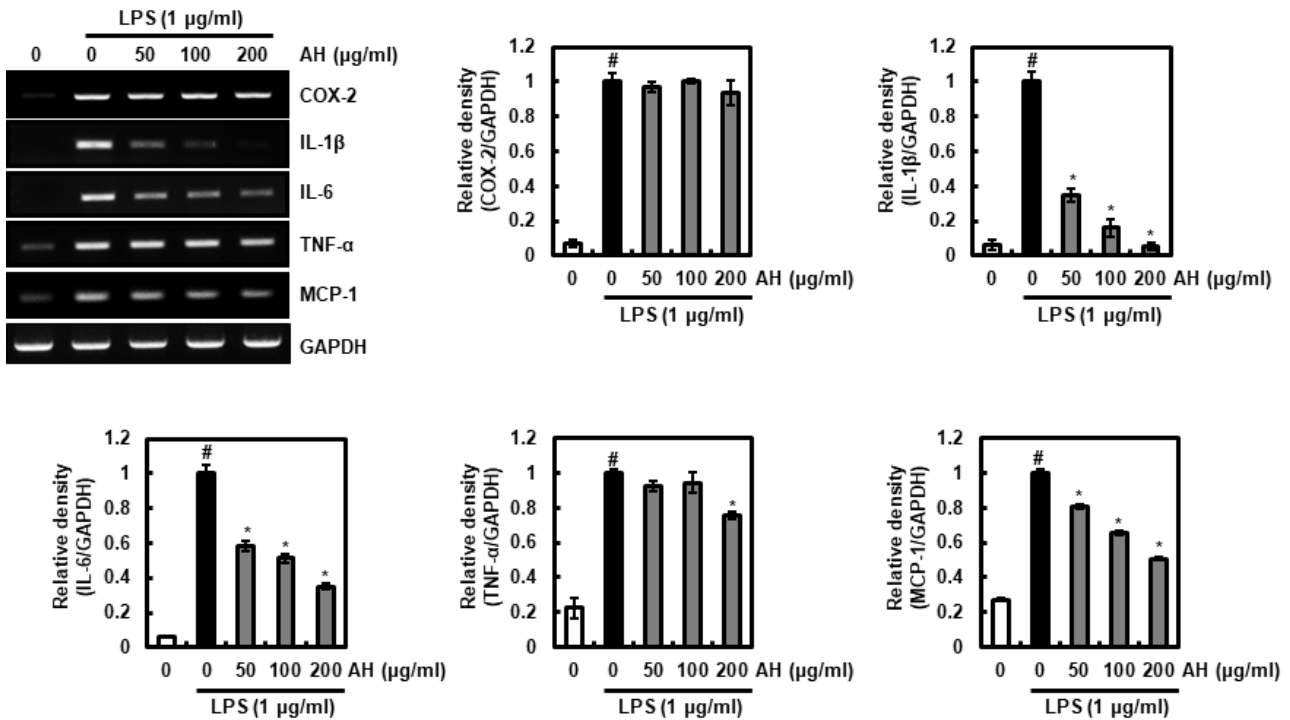 LPS (1 µg/ml)
0 0 50 100 200 AH (µg/ml)
COX-2
IL-1β
IL-6
TNF-α
MCP-1
GAPDH
Relative density
(COX-2/GAPDH)
1.2
1
0.8
0.6
0.4
0.2
0
#
0 0 50 100 200 AH (µg/ml)
LPS (1 µg/ml)
Relative density
(IL-1β/GAPDH)
1.2
1
0.8
0.6
0.4
0.2
0
#
*
*
*
0 0 50 100 200 AH (µg/ml)
LPS (1 µg/ml)
Relative density
(IL-6/GAPDH)
1.2
1
0.8
0.6
0.4
0.2
0
#
*
*
*
0 0 50 100 200 AH (µg/ml)
LPS (1 µg/ml)
Relative density
(TNF-α/GAPDH)
1.2
1
0.8
0.6
0.4
0.2
0
#
*
0 0 50 100 200 AH (µg/ml)
LPS (1 µg/ml)
Relative density
(MCP-1/GAPDH)
1.2
1
0.8
0.6
0.4
0.2
0
#
*
*
*
0 0 50 100 200 AH (µg/ml)
LPS (1 µg/ml)